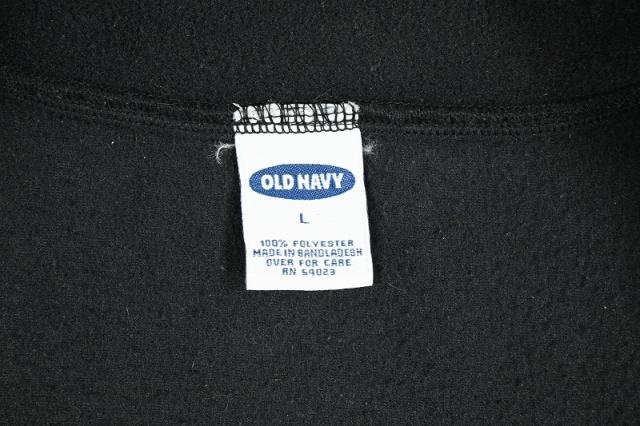 OLD NAVY
L
100% POLYESTER
MADE IN BANGLADESH
OVER FOR CARE
RN 54023